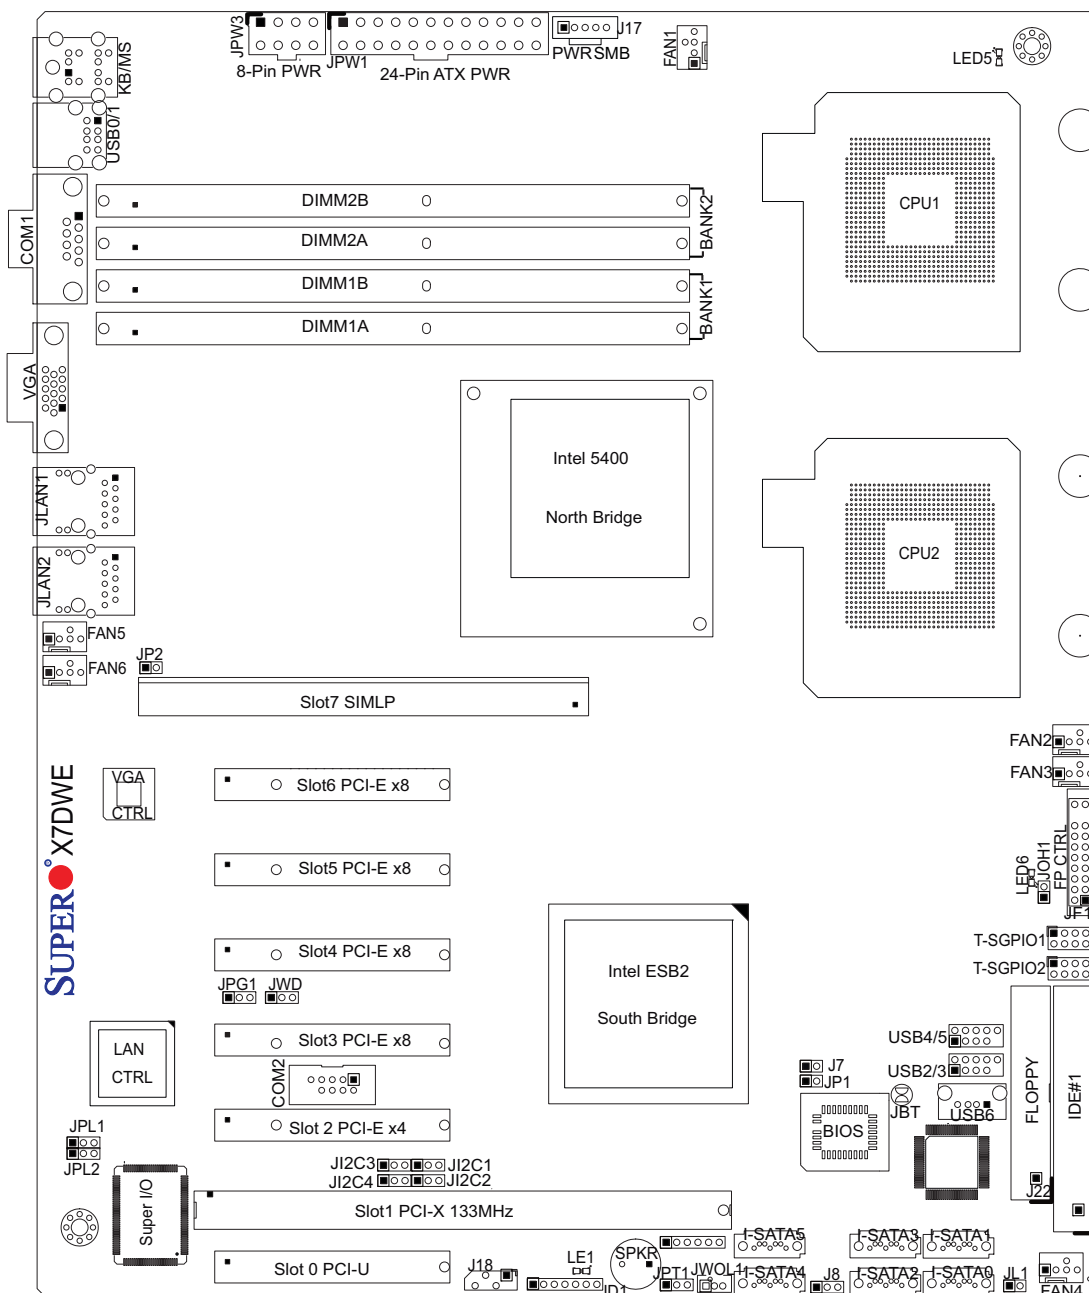 JPW3
8-Pin PWR
JPW1
24-Pin ATX PWR
J17
PWR SMB
FAN1
LED5
KB/MS
USB0/1
COM1
DIMM2B
DIMM2A
BANK2
DIMM1B
DIMM1A
BANK1
CPU1
VGA
Intel 5400
North Bridge
CPU2
JLAN1
JLAN2
FAN5
FAN6
JP2
Slot7 SIMLP
FAN2
FAN3
SUPER X7DWE
VGA
CTRL
Slot6 PCI-E x8
Slot5 PCI-E x8
Slot4 PCI-E x8
JPG1
JWD
LED6
JOH1
FP CTRL
JF1
T-SGPIO1
T-SGPIO2
Intel ESB2
South Bridge
LAN
CTRL
Slot3 PCI-E x8
COM2
Slot 2 PCI-E x4
USB4/5
USB2/3
J7
JP1
JBT
USB6
BIOS
FLOPPY
IDE#1
JPL1
JPL2
JI2C3
JI2C1
JI2C4
JI2C2
Super I/O
Slot1 PCI-X 133MHz
J22
Slot 0 PCI-U
J18
LE1
SPKR
JD1
JPT1
JWOL1
I-SATA5
I-SATA4
J8
I-SATA3
I-SATA2
I-SATA1
I-SATA0
JL1
FAN4